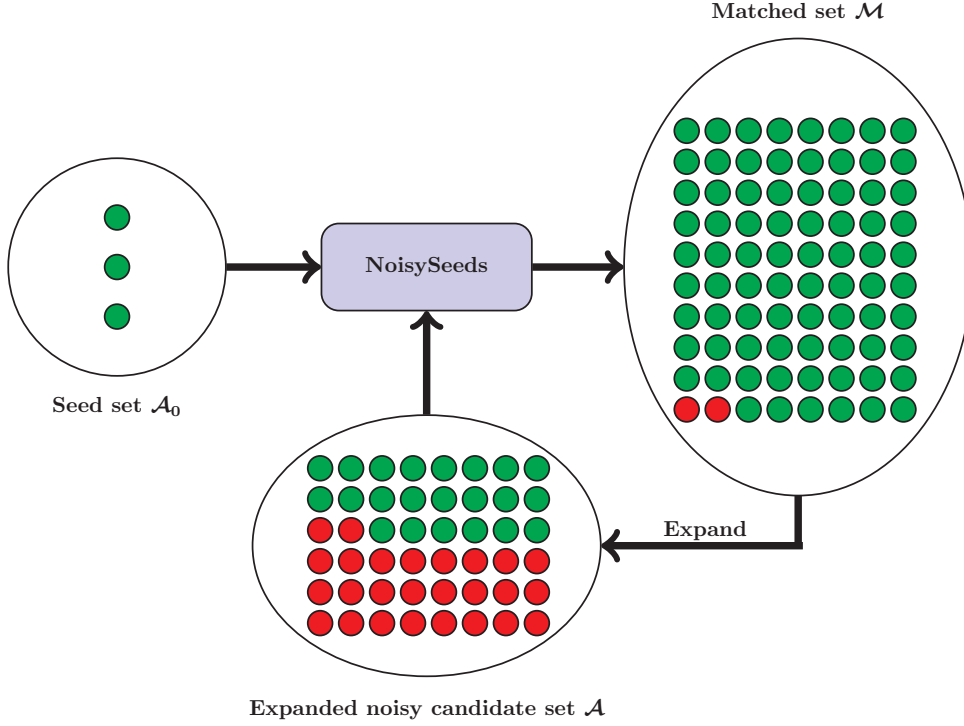 Matched set ℳ
NoisySeeds
Seed set 𝒜₀
Expand
Expanded noisy candidate set 𝒜